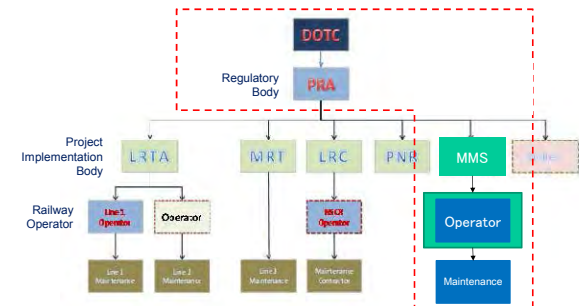 DOTC
Regulatory
Body
PRA
Project
Implementation
Body
LRTA
MRT
LRC
PNR
MMS
Railway
Operator
Line 1
Operator
Operator
NSCR
Operator
Operator
Line 1
Maintenance
Line 2
Maintenance
Line 3
Maintenance
Maintenance
Contractor
Maintenance